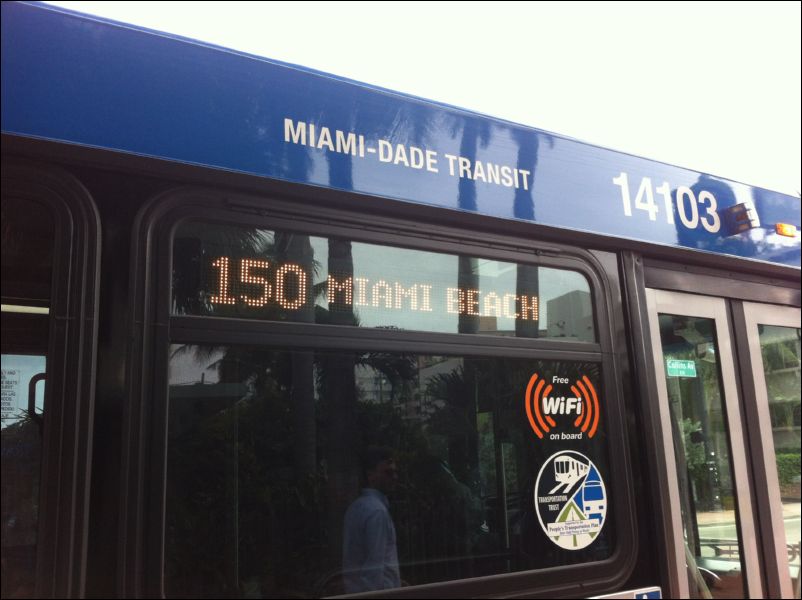 MIAMI-DADE TRANSIT
14103
150 MIAMI BEACH
Free
WiFi
on board
TRANSPORTATION
TRUST
People's Transportation Plan
Collins Av